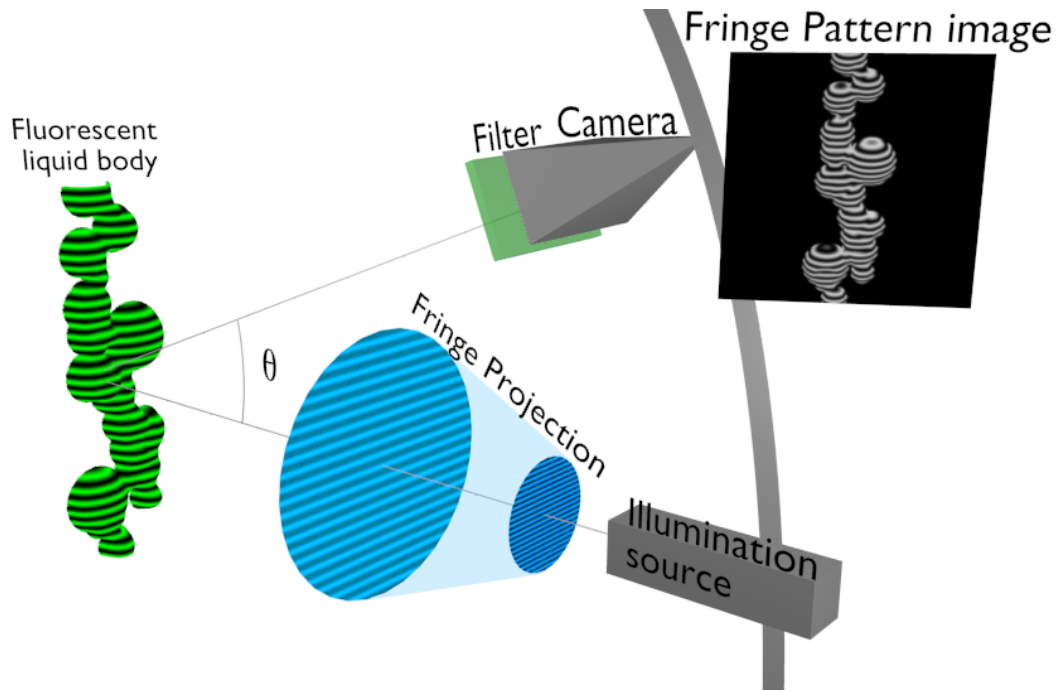 Fringe Pattern image
Filter Camera
Fluorescent
liquid body
θ
Fringe Projection
Illumination
source